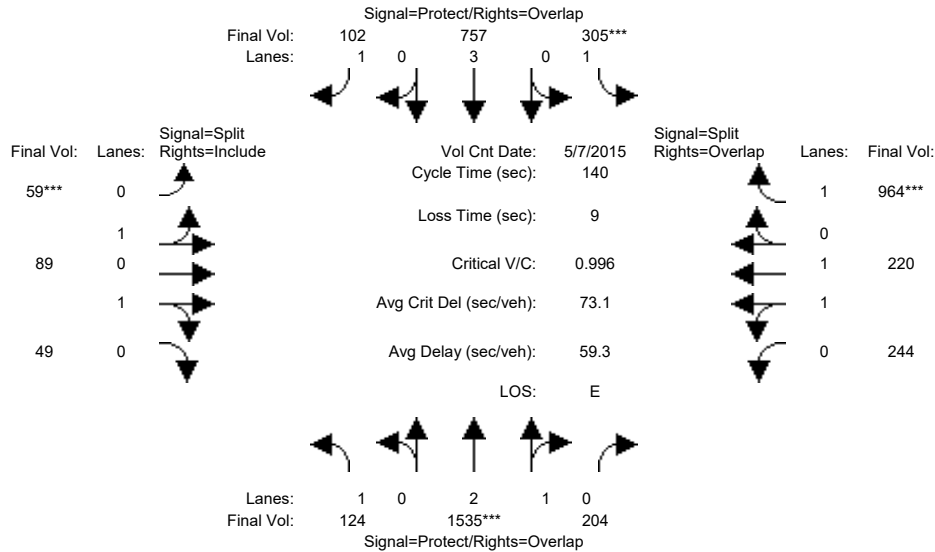 Signal=Protect/Rights=Overlap
Final Vol: 102 757 305***
Lanes: 1 0 3 0 1
Signal=Split
Final Vol: Lanes: Rights=Include
Vol Cnt Date: 5/7/2015
Signal=Split
Rights=Overlap Lanes: Final Vol:
Cycle Time (sec): 140
59*** 0
1 964***
Loss Time (sec): 9
1
0
89 0
Critical V/C: 0.996
1 220
1
Avg Crit Del (sec/veh): 73.1
1
49 0
Avg Delay (sec/veh): 59.3
0 244
LOS: E
Lanes: 1 0 2 1 0
Final Vol: 124 1535*** 204
Signal=Protect/Rights=Overlap